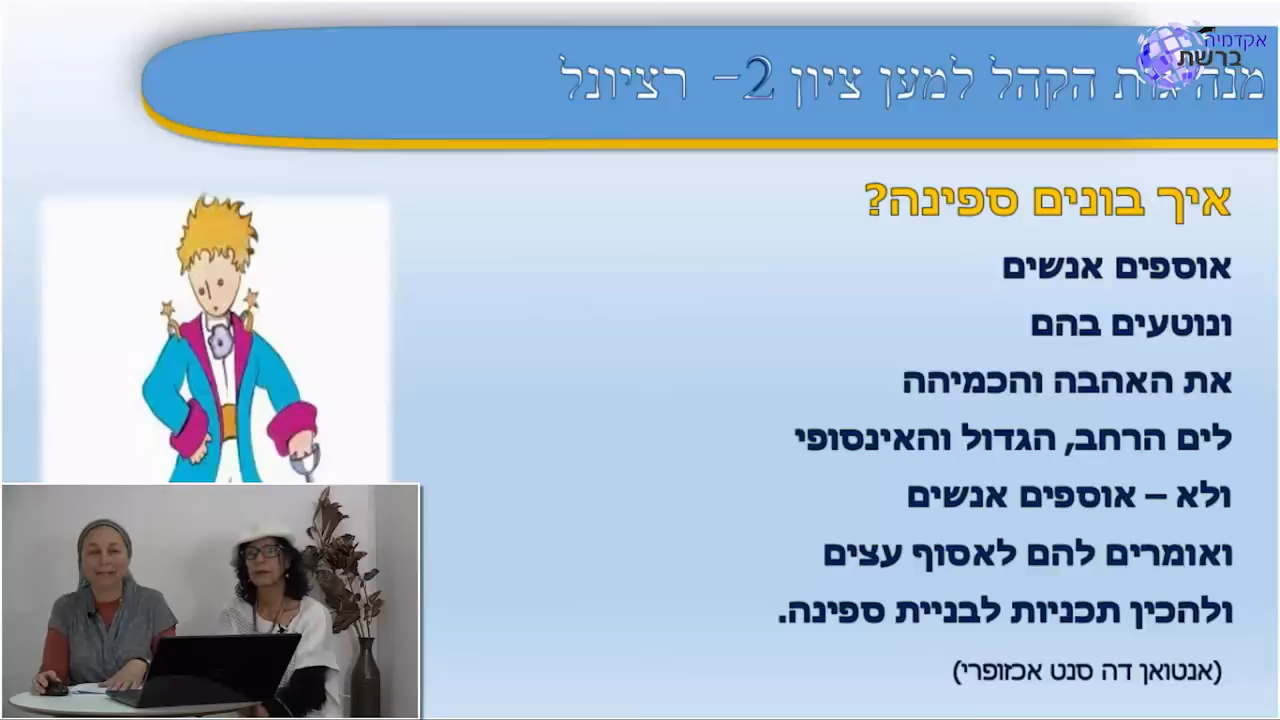 אקדמיה
ברשת
מנהיגות הקהל למען ציון 2- רציונל
איך בונים ספינה?
אוספים אנשים
ונוטעים בהם
את האהבה והכמיהה
לים הרחב, הגדול והאינסופי
ולא – אוספים אנשים
ואומרים להם לאסוף עצים
ולהכין תכניות לבניית ספינה.
(אנטואן דה סנט אכזופרי)